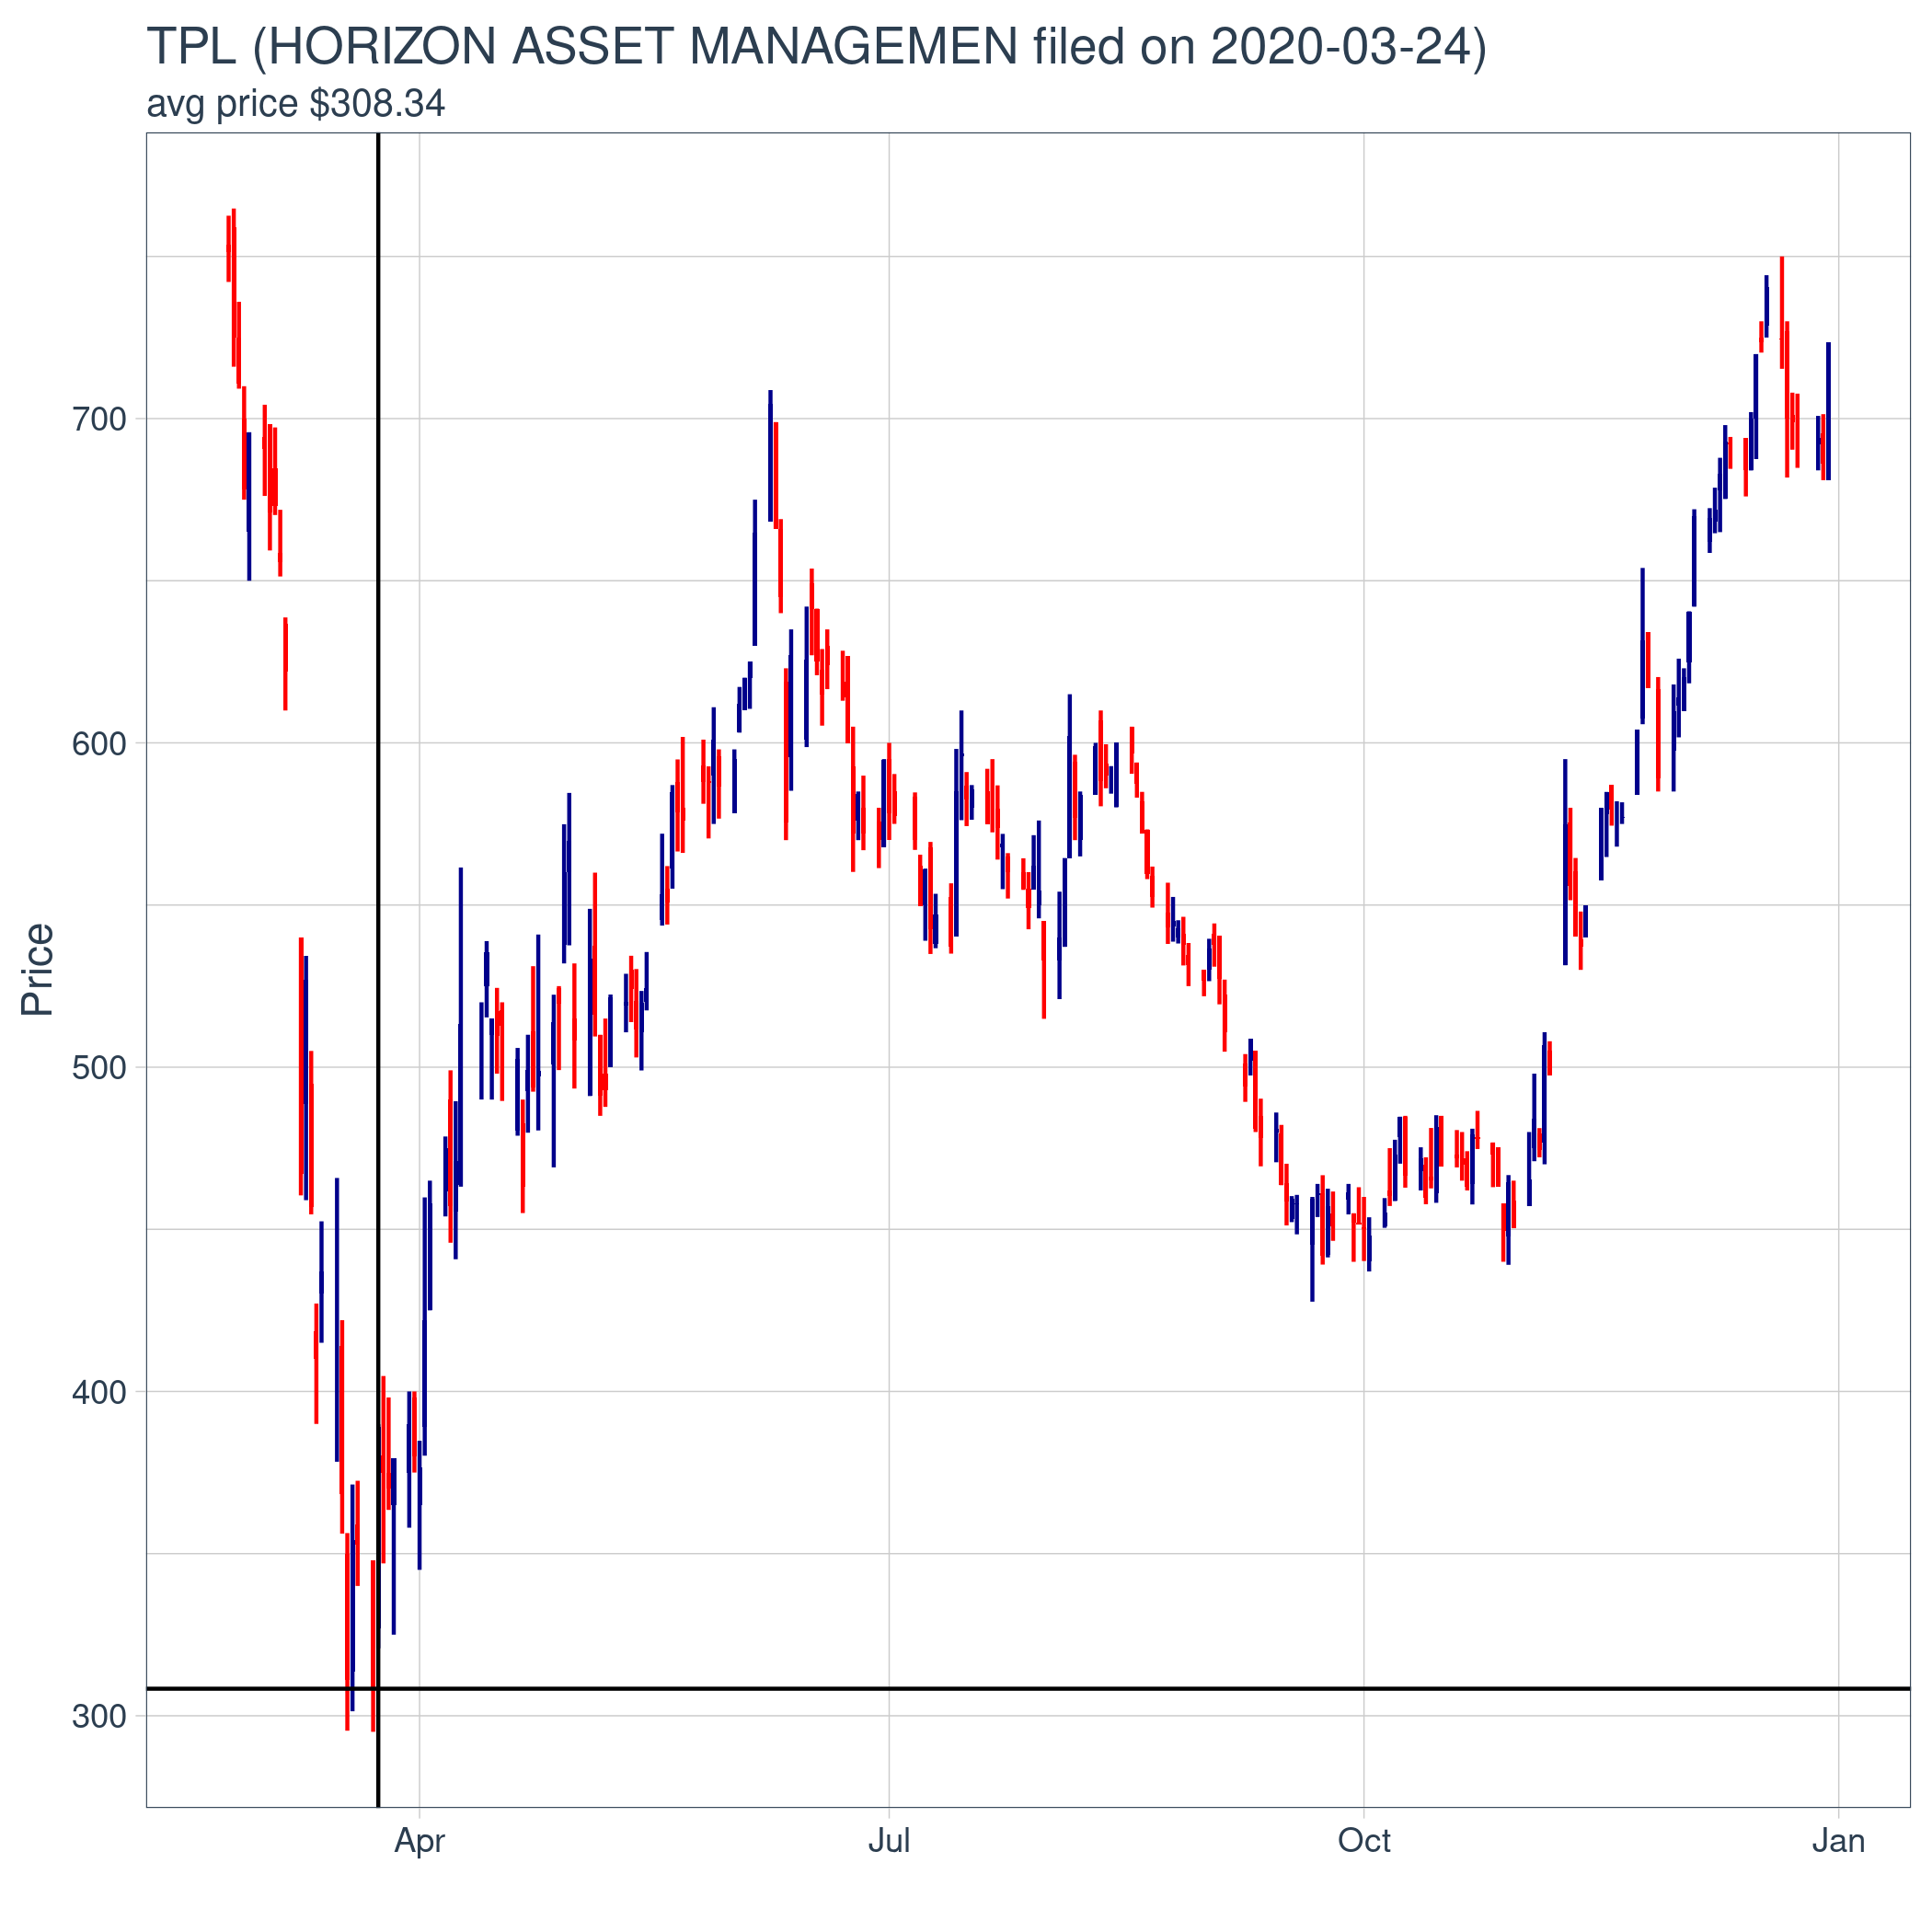 TPL (HORIZON ASSET MANAGEMEN filed on 2020-03-24)
avg price $308.34
700
600
500
400
300
Price
Apr Jul Oct Jan